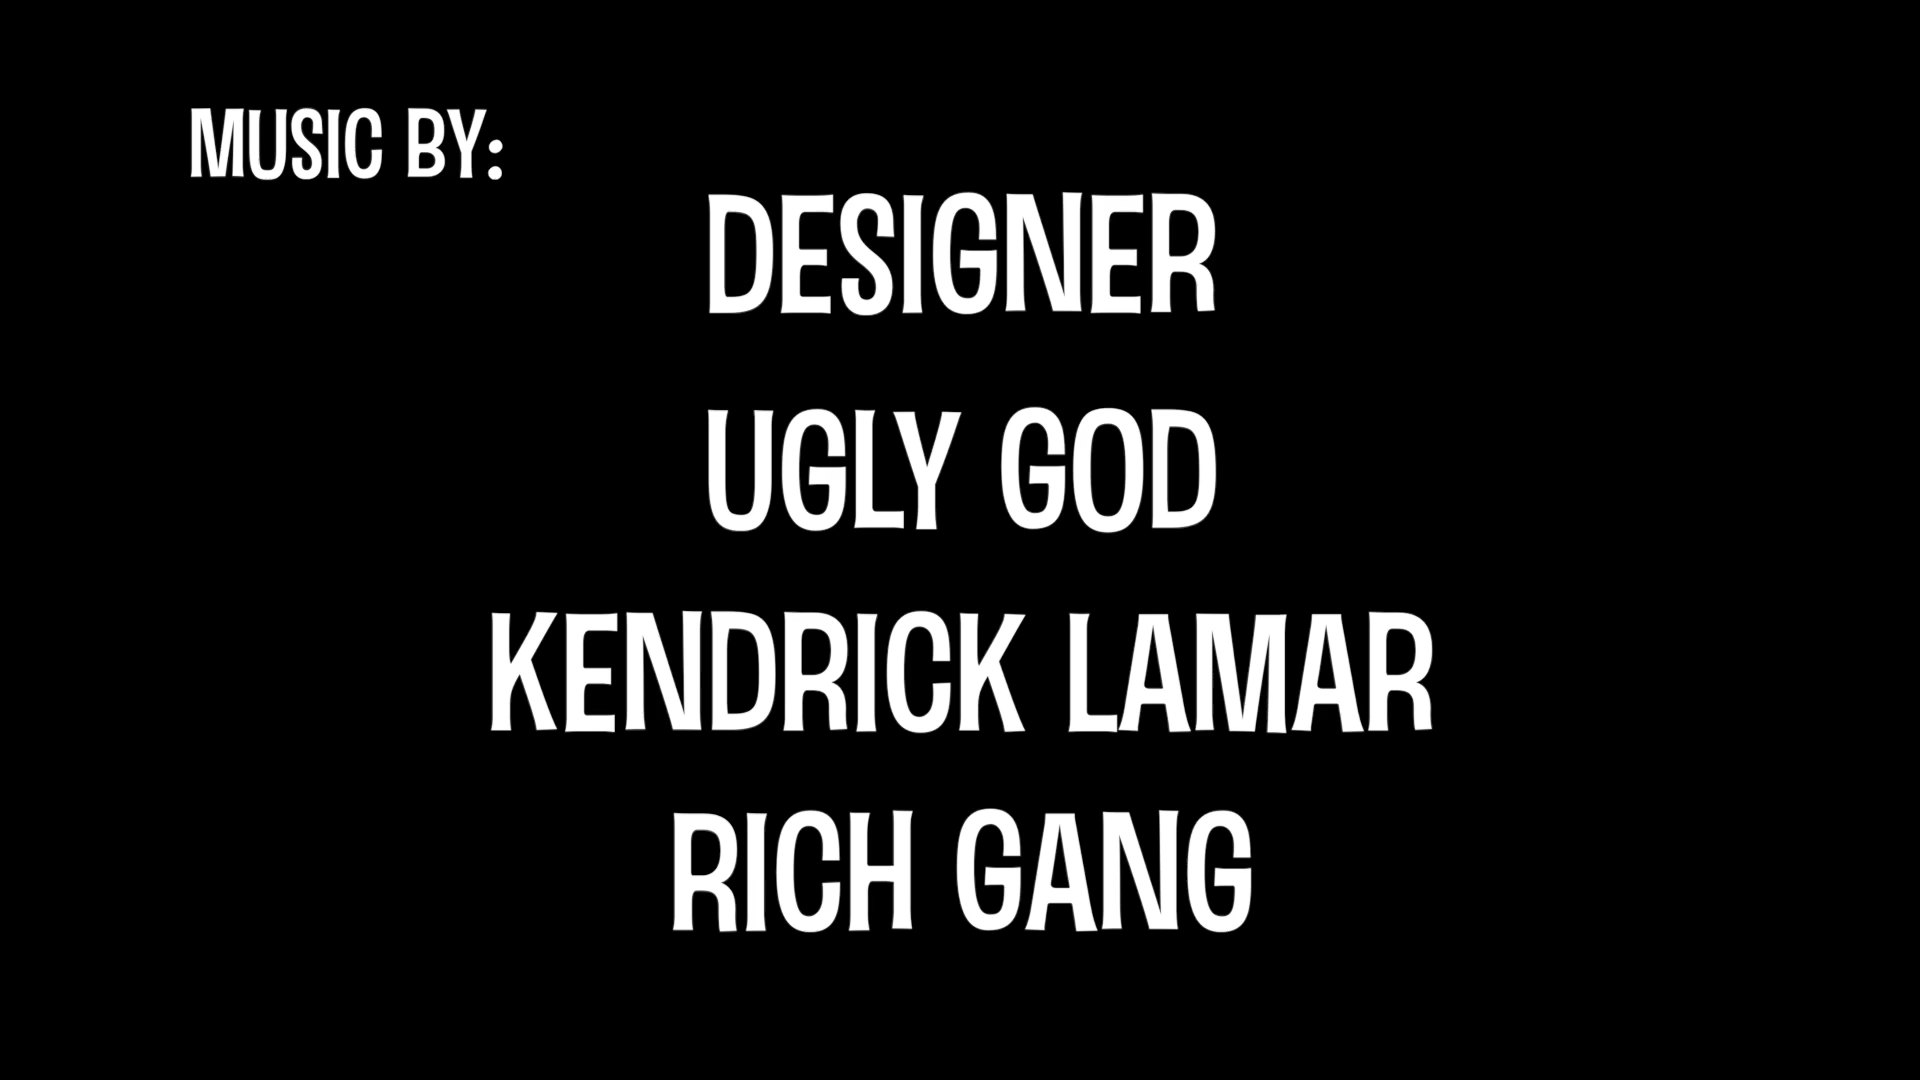 MUSIC BY:
DESIGNER
UGLY GOD
KENDRICK LAMAR
RICH GANG